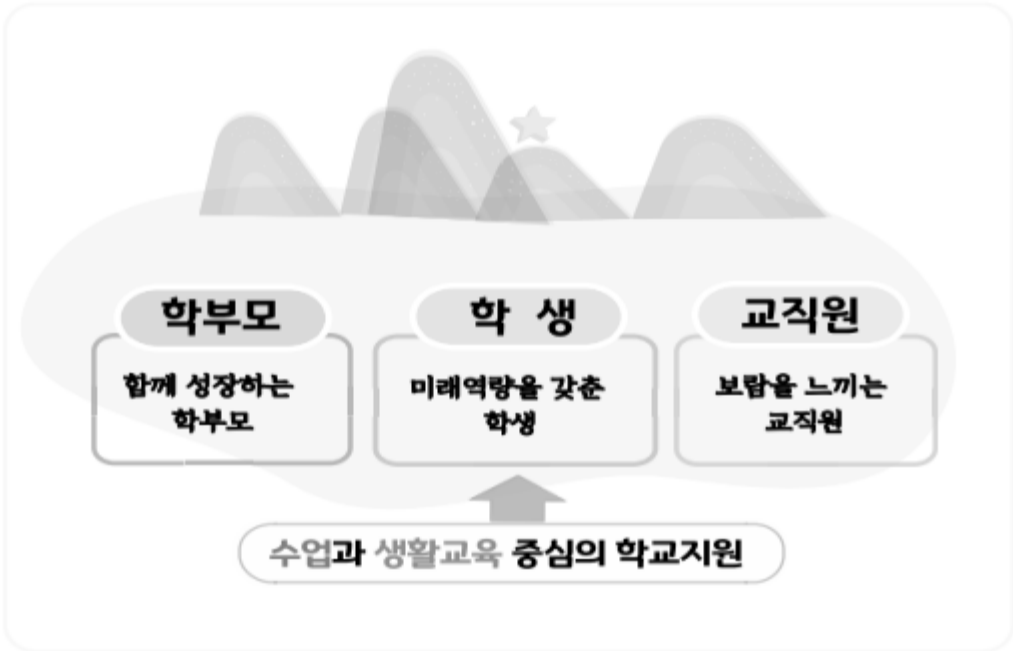 학부모
함께 성장하는
학부모
학 생
미래역량을 갖춘
학생
교직원
보람을 느끼는
교직원
수업과 생활교육 중심의 학교지원